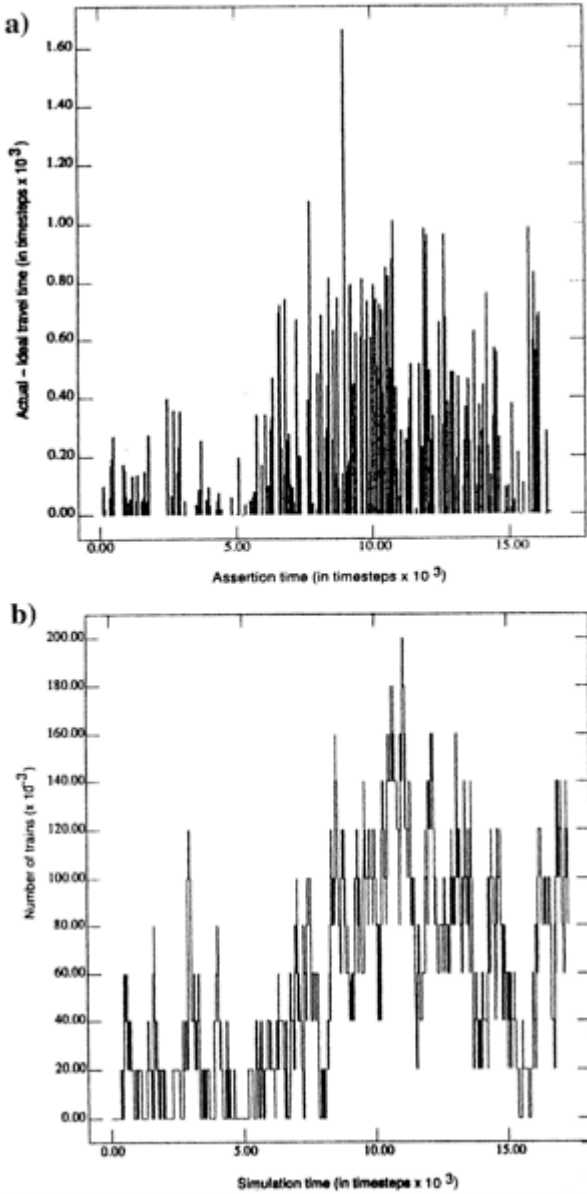 a)
Actual – Ideal travel time (in timesteps x 10³)
1.60
1.40
1.20
1.00
0.80
0.60
0.40
0.20
0.00
0.00 5.00 10.00 15.00
Assertion time (in timesteps x 10³)
b)
Number of trains (x 10⁻³)
200.00
180.00
160.00
140.00
120.00
100.00
80.00
60.00
40.00
20.00
0.00
0.00 5.00 10.00 15.00
Simulation time (in timesteps x 10³)